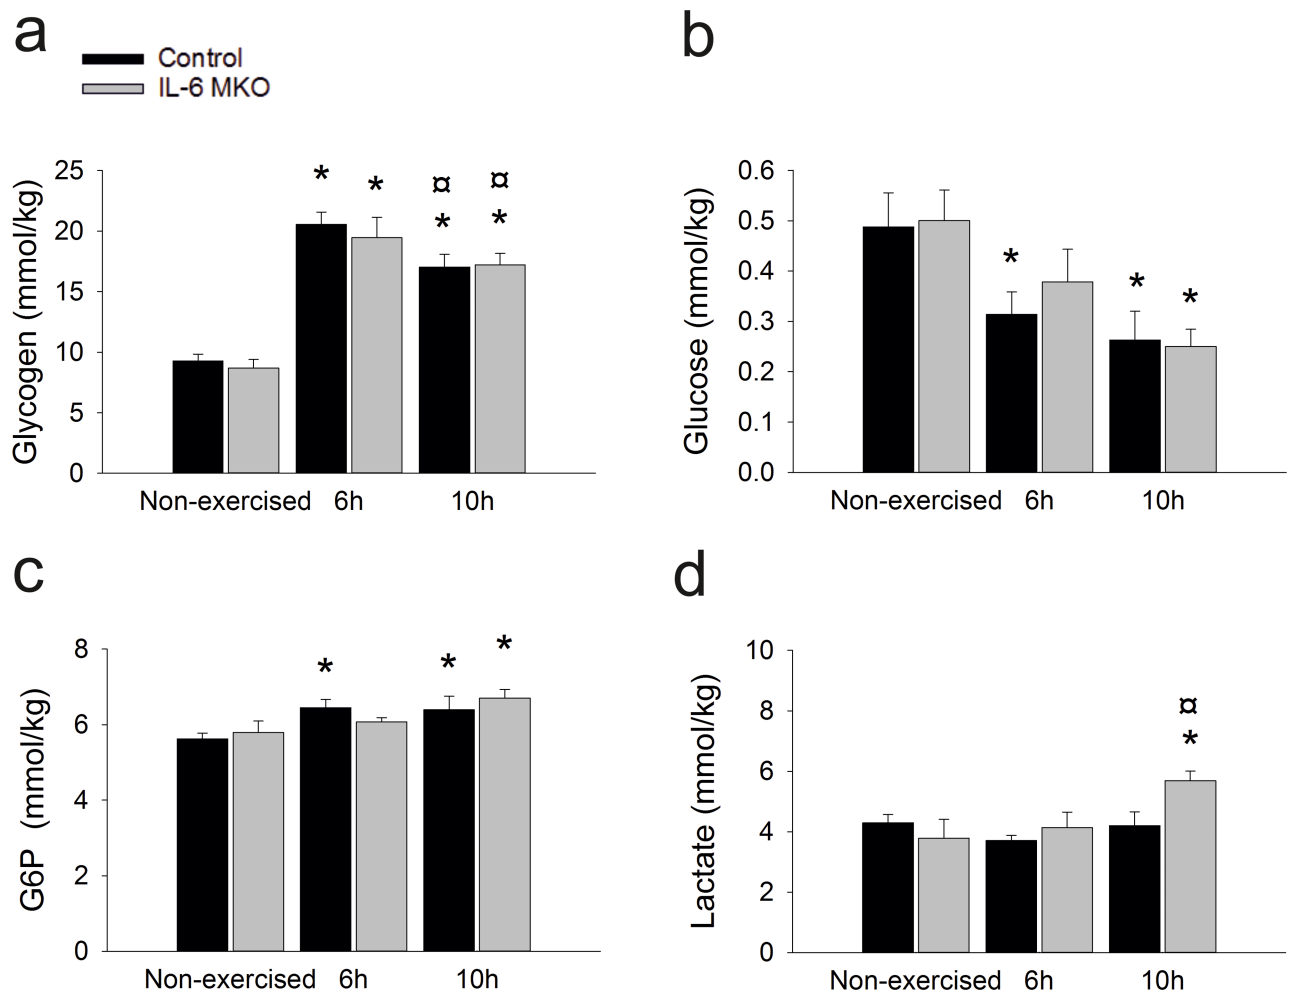 a
Control
IL-6 MKO
Glycogen (mmol/kg)
25
20
15
10
5
0
* * ¤ ¤
* *
Non-exercised 6h 10h
b
Glucose (mmol/kg)
0.6
0.5
0.4
0.3
0.2
0.1
0.0
* * *
Non-exercised 6h 10h
c
G6P (mmol/kg)
8
6
4
2
0
* * *
Non-exercised 6h 10h
d
Lactate (mmol/kg)
10
8
6
4
2
0
¤
*
Non-exercised 6h 10h